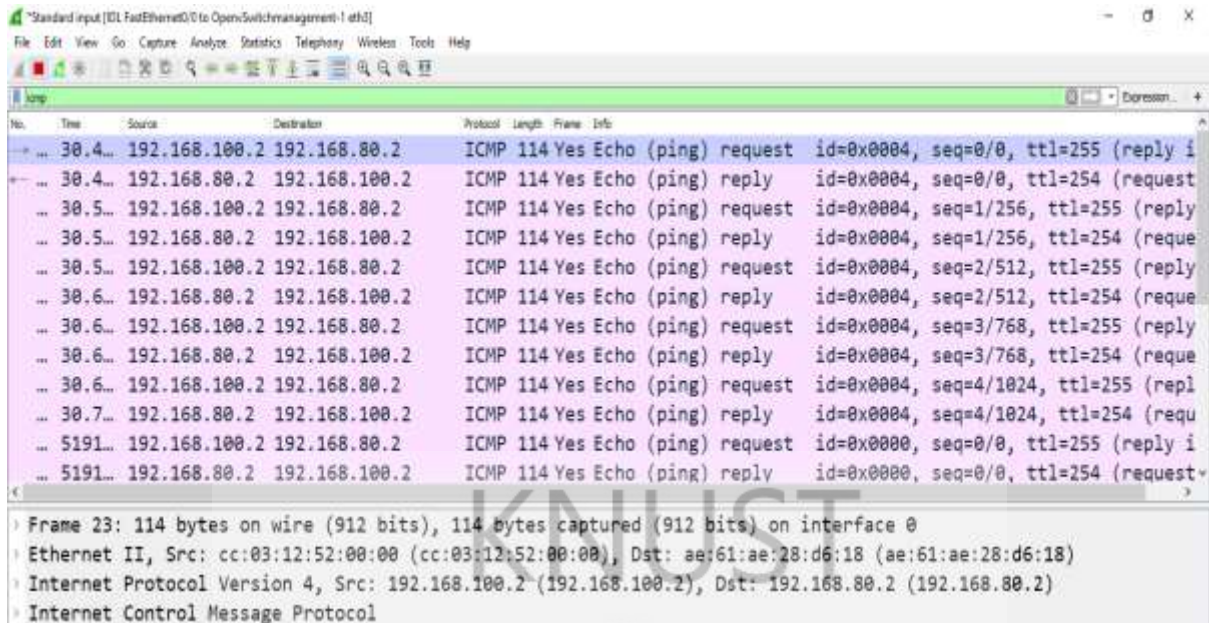 *Standard input [IDL FastEthernet0/0 to OpenvSwitchmanagement-1 eth3]
File Edit View Go Capture Analyze Statistics Telephony Wireless Tools Help
icmp Expression... +
No. Time Source Destination Protocol Length Frame Info
... 30.4... 192.168.100.2 192.168.80.2 ICMP 114 Yes Echo (ping) request id=0x0004, seq=0/0, ttl=255 (reply i
... 30.4... 192.168.80.2 192.168.100.2 ICMP 114 Yes Echo (ping) reply id=0x0004, seq=0/0, ttl=254 (request
... 30.5... 192.168.100.2 192.168.80.2 ICMP 114 Yes Echo (ping) request id=0x0004, seq=1/256, ttl=255 (reply
... 30.5... 192.168.80.2 192.168.100.2 ICMP 114 Yes Echo (ping) reply id=0x0004, seq=1/256, ttl=254 (reque
... 30.5... 192.168.100.2 192.168.80.2 ICMP 114 Yes Echo (ping) request id=0x0004, seq=2/512, ttl=255 (reply
... 30.6... 192.168.80.2 192.168.100.2 ICMP 114 Yes Echo (ping) reply id=0x0004, seq=2/512, ttl=254 (reque
... 30.6... 192.168.100.2 192.168.80.2 ICMP 114 Yes Echo (ping) request id=0x0004, seq=3/768, ttl=255 (reply
... 30.6... 192.168.80.2 192.168.100.2 ICMP 114 Yes Echo (ping) reply id=0x0004, seq=3/768, ttl=254 (reque
... 30.6... 192.168.100.2 192.168.80.2 ICMP 114 Yes Echo (ping) request id=0x0004, seq=4/1024, ttl=255 (repl
... 30.7... 192.168.80.2 192.168.100.2 ICMP 114 Yes Echo (ping) reply id=0x0004, seq=4/1024, ttl=254 (requ
... 5191... 192.168.100.2 192.168.80.2 ICMP 114 Yes Echo (ping) request id=0x0000, seq=0/0, ttl=255 (reply i
... 5191... 192.168.80.2 192.168.100.2 ICMP 114 Yes Echo (ping) reply id=0x0000, seq=0/0, ttl=254 (request
KNUST
Frame 23: 114 bytes on wire (912 bits), 114 bytes captured (912 bits) on interface 0
Ethernet II, Src: cc:03:12:52:00:00 (cc:03:12:52:00:00), Dst: ae:61:ae:28:d6:18 (ae:61:ae:28:d6:18)
Internet Protocol Version 4, Src: 192.168.100.2 (192.168.100.2), Dst: 192.168.80.2 (192.168.80.2)
Internet Control Message Protocol